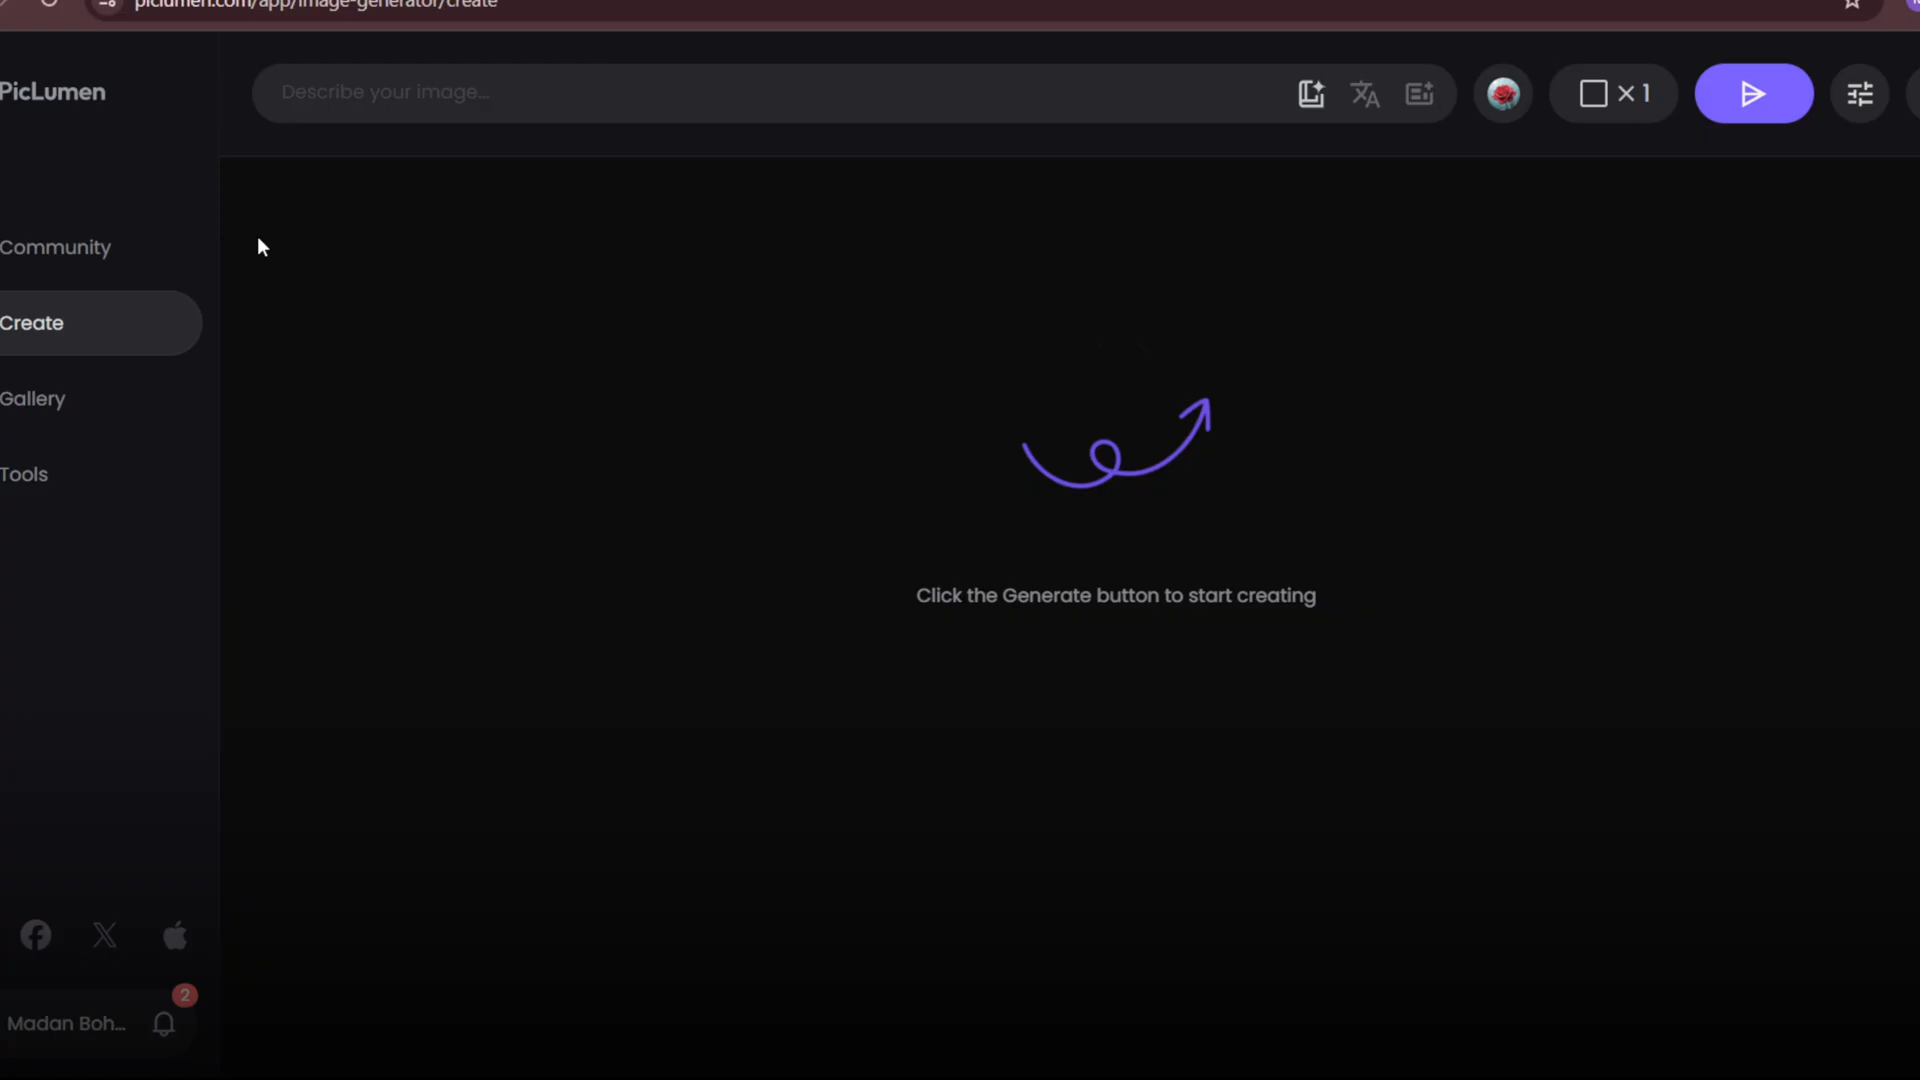 piclumen.com/app/image-generator/create
PicLumen
Describe your image...
× 1
Community
Create
Gallery
Tools
Click the Generate button to start creating
2
Madan Boh...